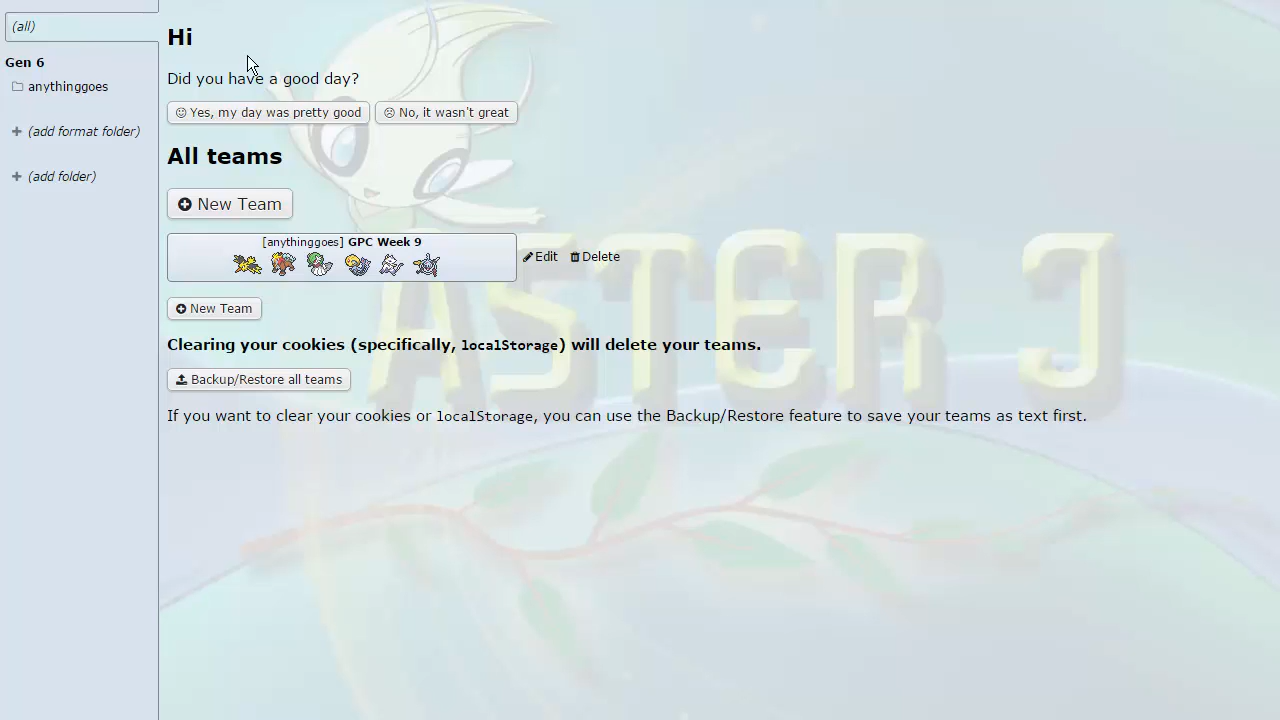 (all)
Gen 6
anythinggoes
(add format folder)
(add folder)
Hi
Did you have a good day?
Yes, my day was pretty good
No, it wasn't great
All teams
New Team
[anythinggoes] GPC Week 9
Edit
Delete
New Team
Clearing your cookies (specifically, localStorage) will delete your teams.
Backup/Restore all teams
If you want to clear your cookies or localStorage, you can use the Backup/Restore feature to save your teams as text first.
ASTER J